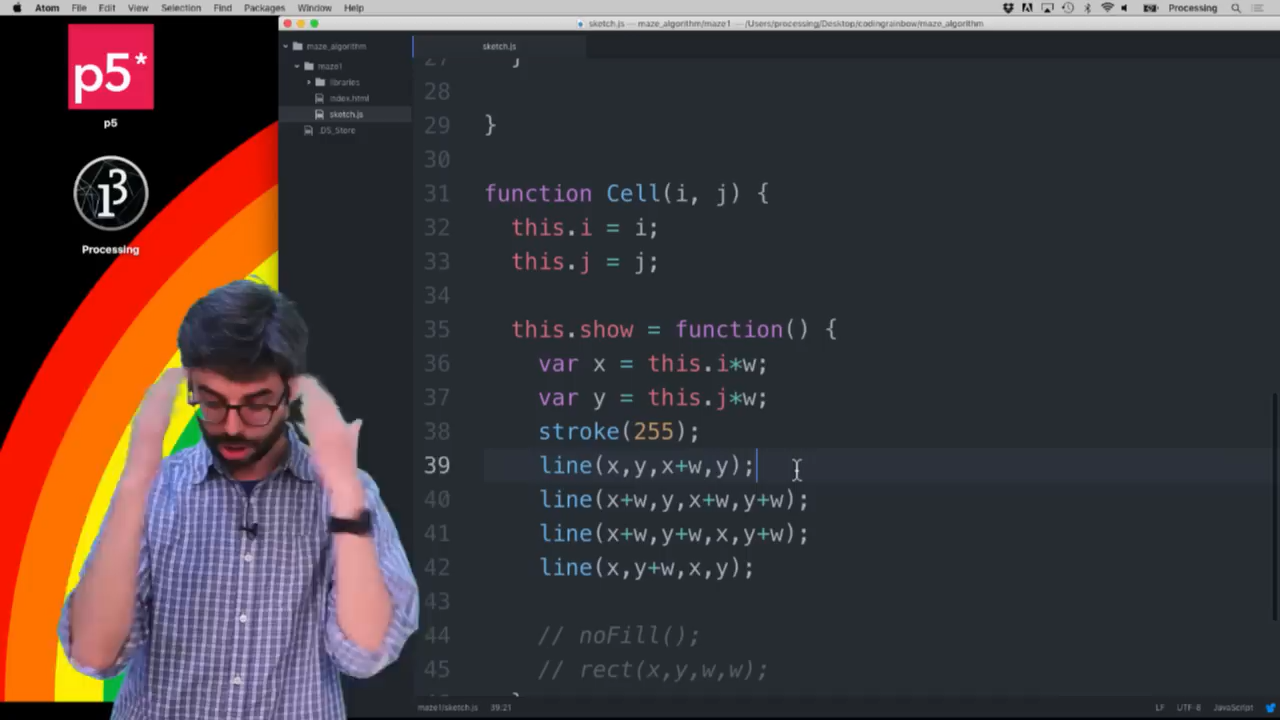 Atom File Edit View Selection Find Packages Window Help Processing
sketch.js — maze_algorithm/maze1 — /Users/processing/Desktop/codingrainbow/maze_algorithm
p5*
p5
Processing
maze_algorithm
maze1
libraries
index.html
sketch.js
.DS_Store
sketch.js
27 }
28
29 }
30
31 function Cell(i, j) {
32 this.i = i;
33 this.j = j;
34
35 this.show = function() {
36 var x = this.i*w;
37 var y = this.j*w;
38 stroke(255);
39 line(x,y,x+w,y);
40 line(x+w,y,x+w,y+w);
41 line(x+w,y+w,x,y+w);
42 line(x,y+w,x,y);
43
44 // noFill();
45 // rect(x,y,w,w);
maze1/sketch.js 39:21
LF UTF-8 JavaScript